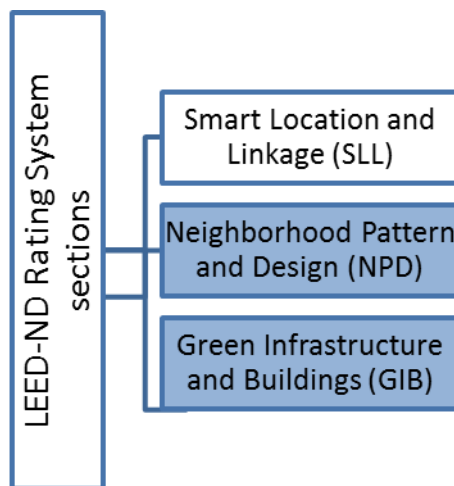 LEED-ND Rating System
sections
Smart Location and
Linkage (SLL)
Neighborhood Pattern
and Design (NPD)
Green Infrastructure
and Buildings (GIB)